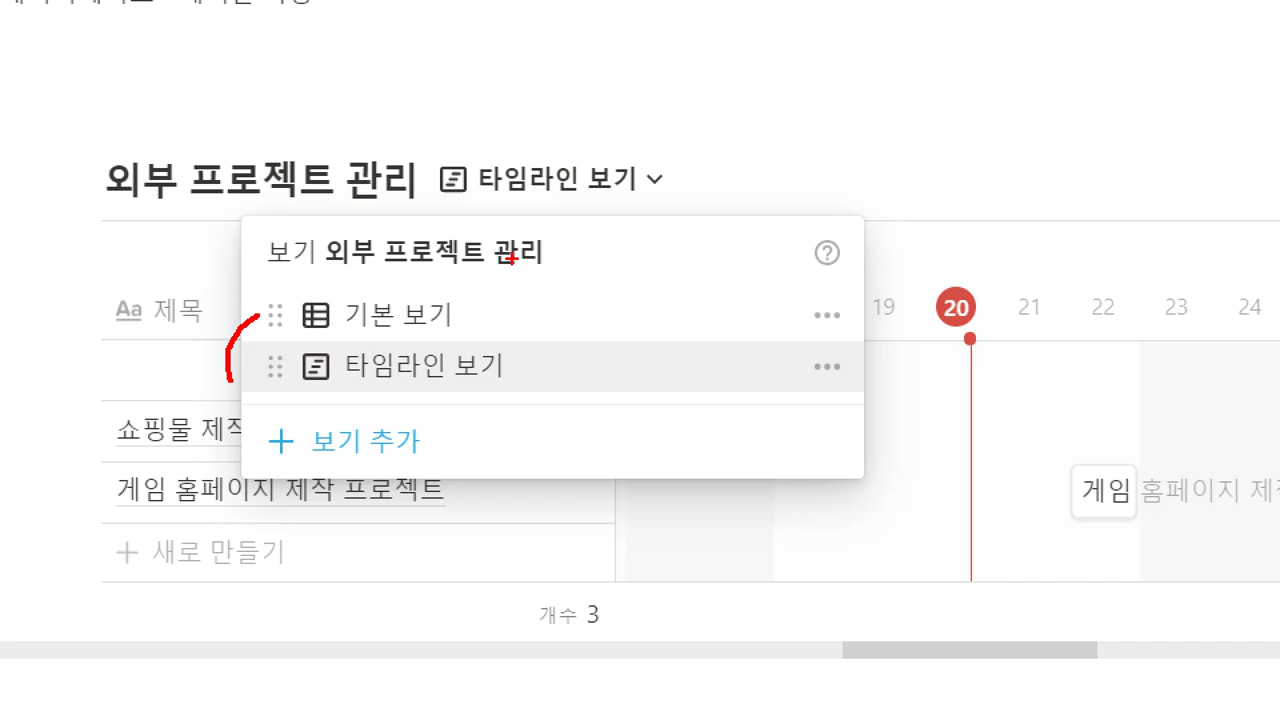 외부 프로젝트 관리 타임라인 보기
보기 외부 프로젝트 관리
Aa 제목
19 20 21 22 23 24
기본 보기
타임라인 보기
쇼핑몰
보기 추가
게임 홈페이지 제작 프로젝트
게임 홈페이지
새로 만들기
개수 3